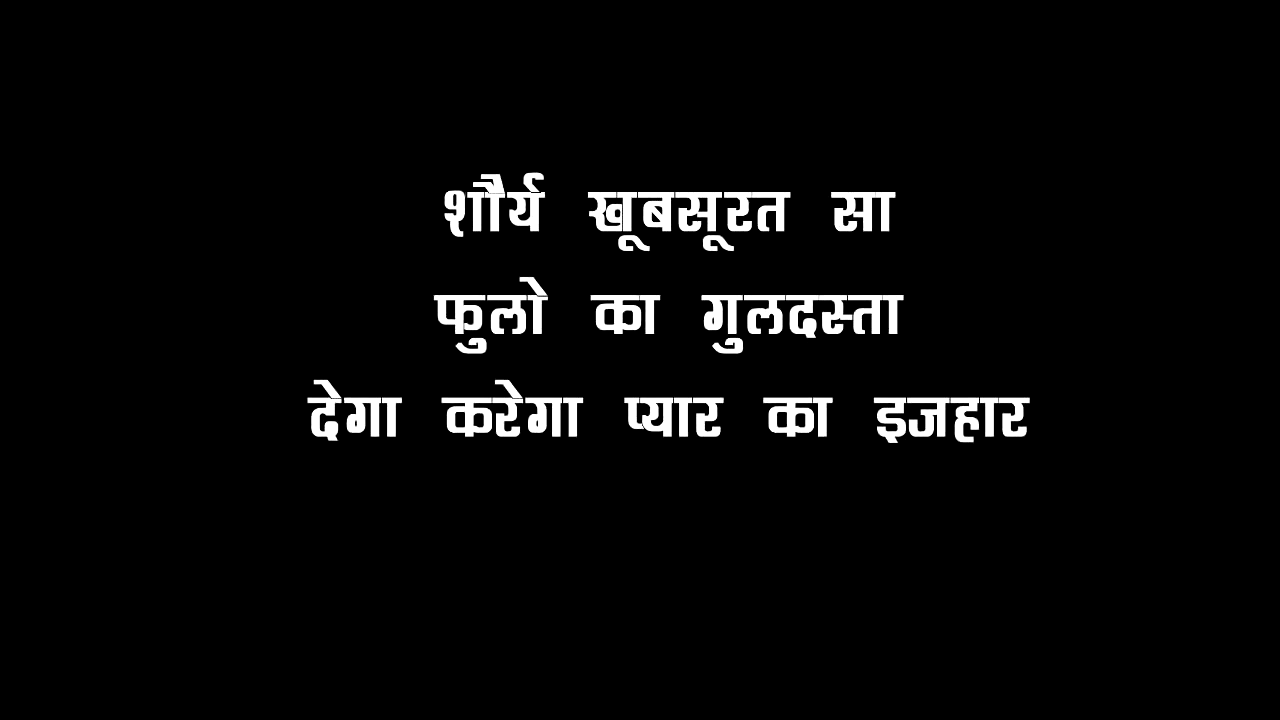 शौर्य खूबसूरत सा
फुलो का गुलदस्ता
देगा करेगा प्यार का इजहार